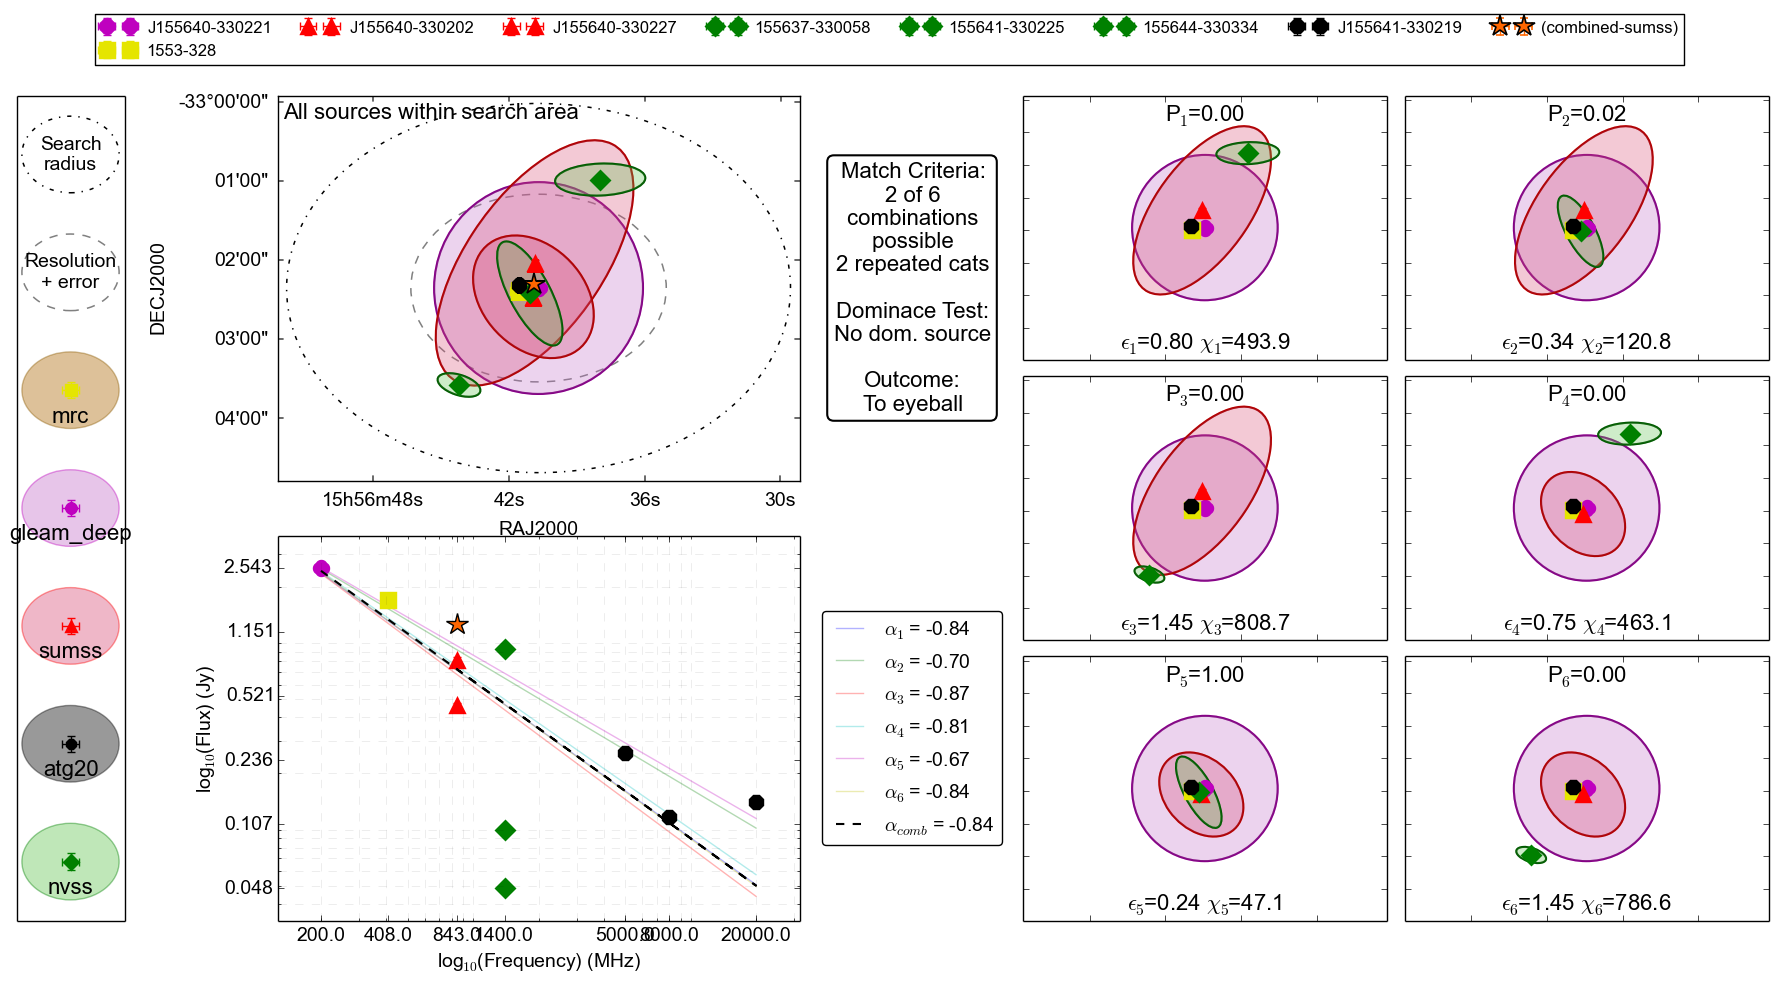 J155640-330221
J155640-330202
J155640-330227
155637-330058
155641-330225
155644-330334
J155641-330219
(combined-sumss)
1553-328
Search
radius
Resolution
+ error
mrc
gleam_deep
sumss
atg20
nvss
All sources within search area
-33°00'00"
01'00"
02'00"
03'00"
04'00"
DECJ2000
15h56m48s
42s
36s
30s
RAJ2000
Match Criteria:
2 of 6
combinations
possible
2 repeated cats
Dominace Test:
No dom. source
Outcome:
To eyeball
2.543
1.151
0.521
0.236
0.107
0.048
log10(Flux) (Jy)
200.0
408.0
843.0
1400.0
5000.0
8000.0
20000.0
log10(Frequency) (MHz)
α1 = -0.84
α2 = -0.70
α3 = -0.87
α4 = -0.81
α5 = -0.67
α6 = -0.84
αcomb = -0.84
P1=0.00
ϵ1=0.80 χ1=493.9
P2=0.02
ϵ2=0.34 χ2=120.8
P3=0.00
ϵ3=1.45 χ3=808.7
P4=0.00
ϵ4=0.75 χ4=463.1
P5=1.00
ϵ5=0.24 χ5=47.1
P6=0.00
ϵ6=1.45 χ6=786.6